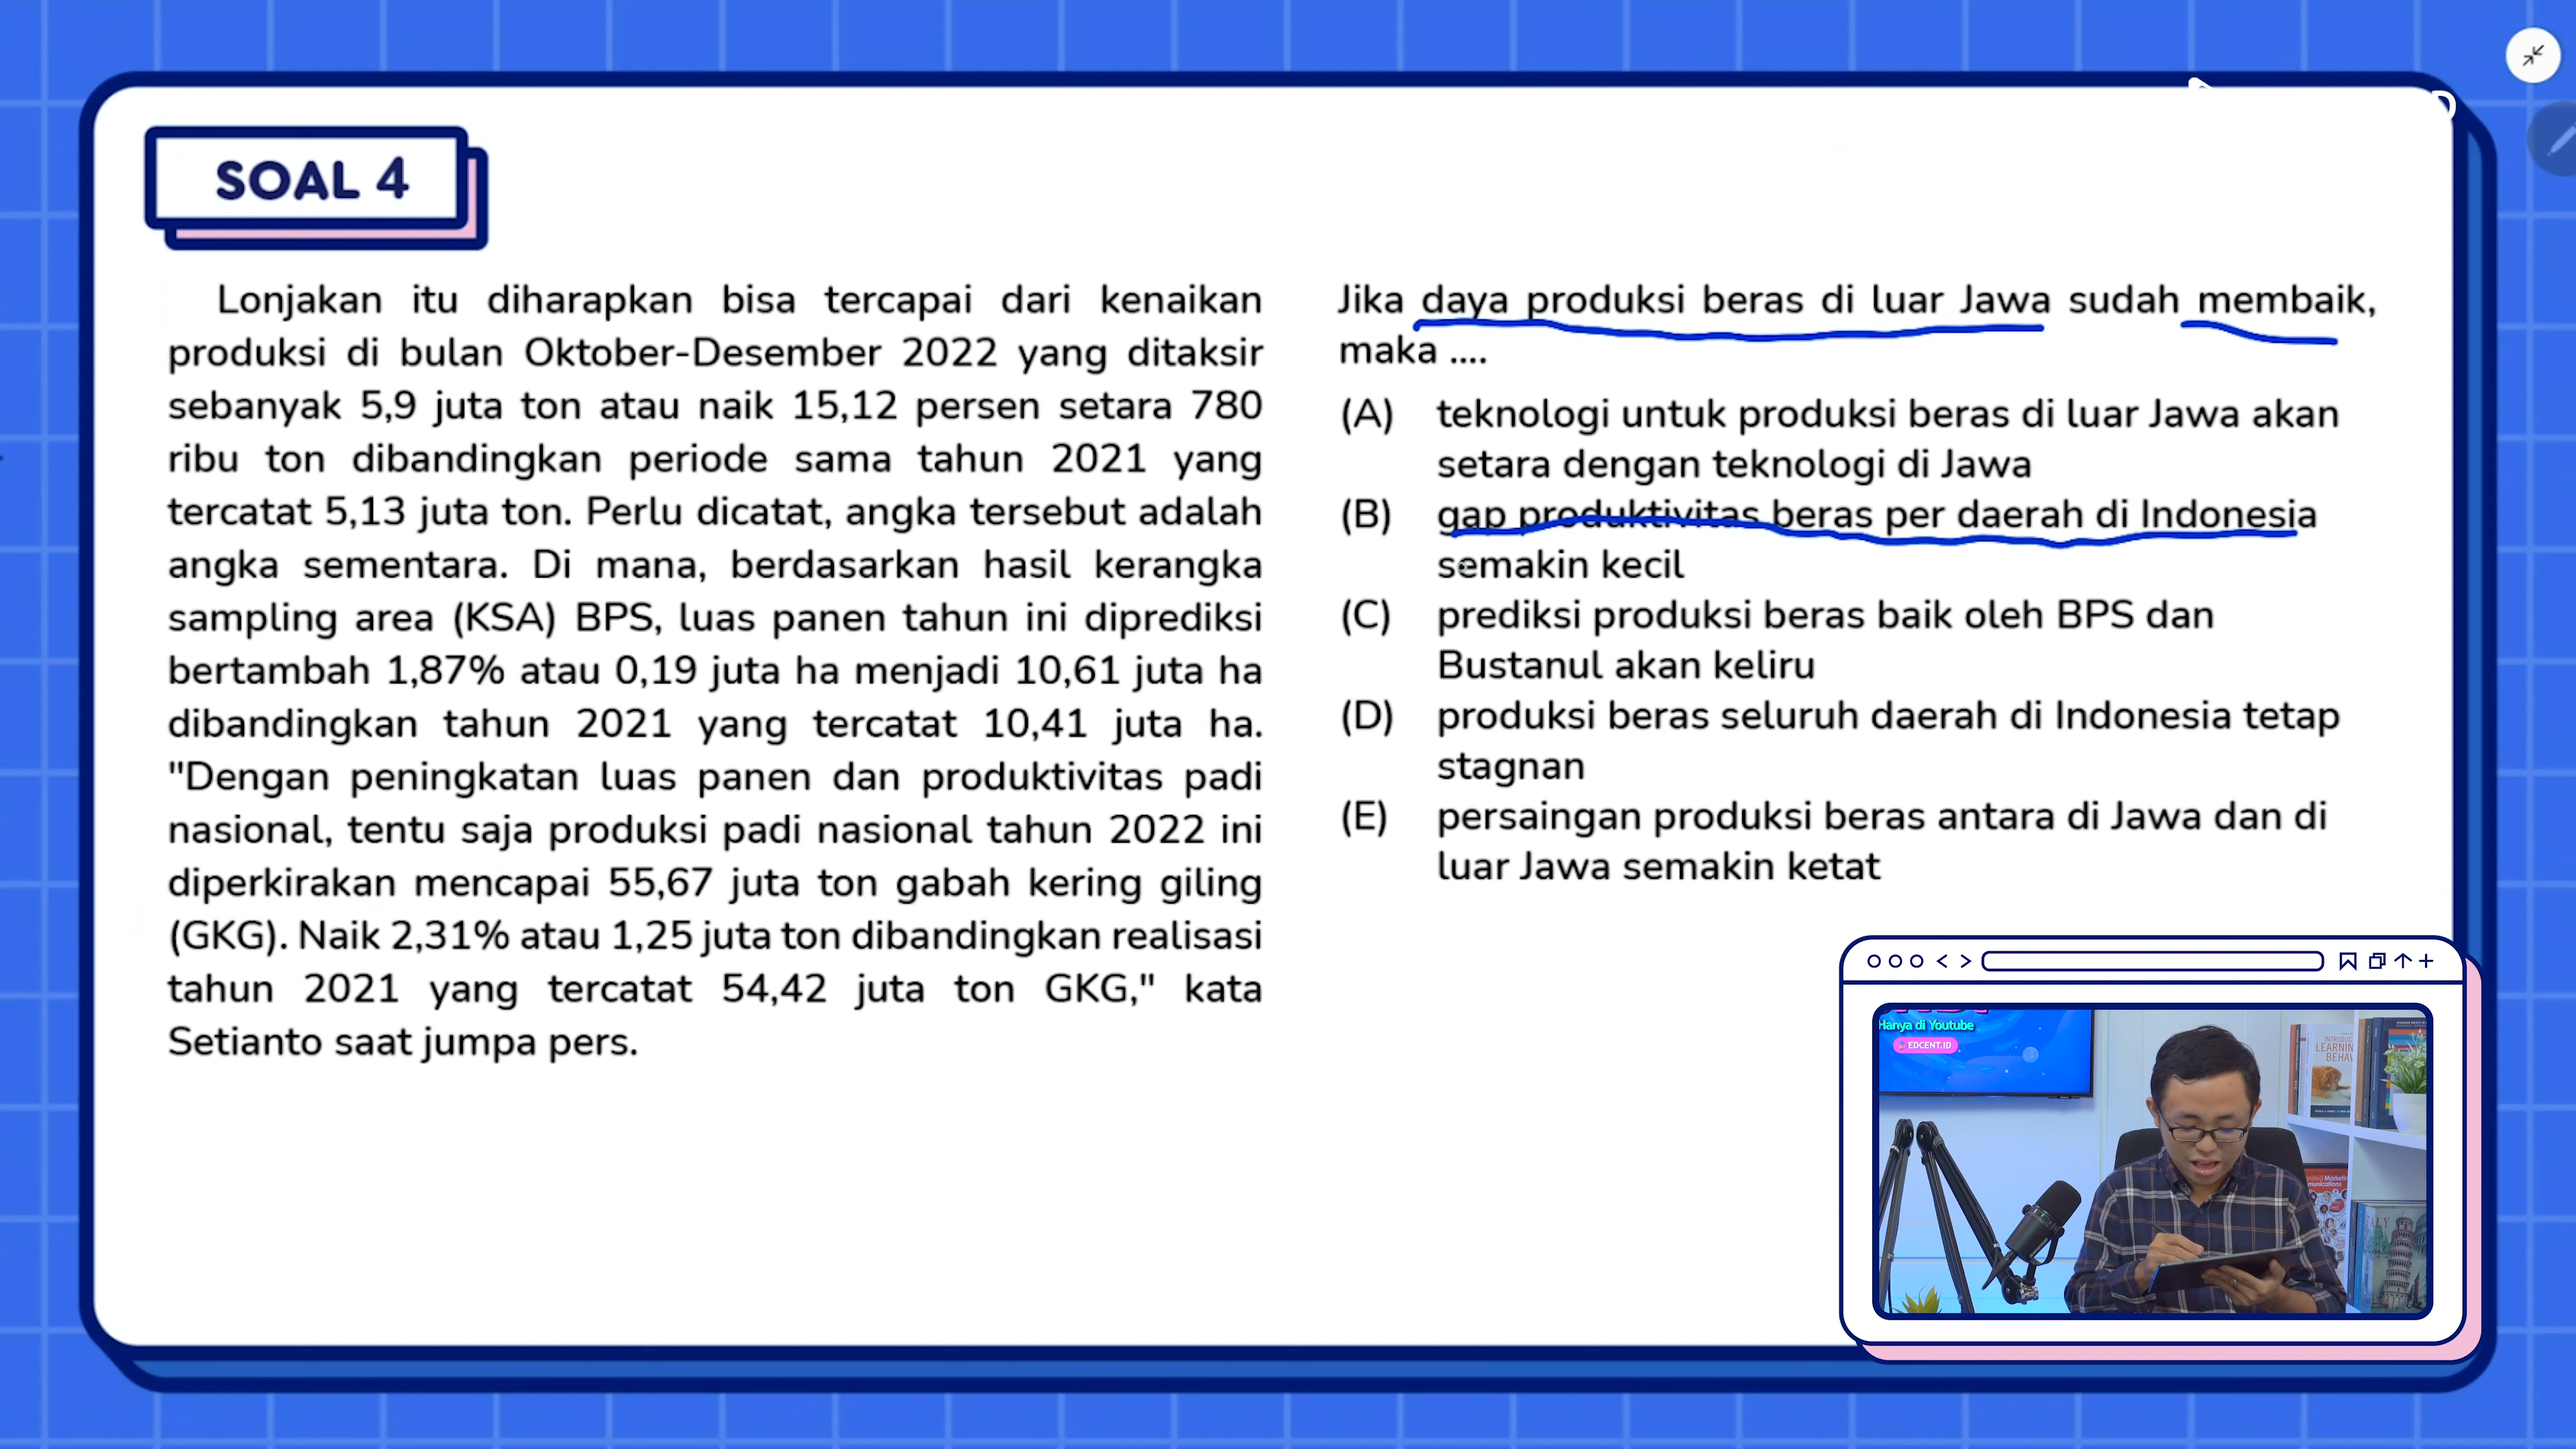 SOAL 4
Lonjakan itu diharapkan bisa tercapai dari kenaikan
produksi di bulan Oktober-Desember 2022 yang ditaksir
sebanyak 5,9 juta ton atau naik 15,12 persen setara 780
ribu ton dibandingkan periode sama tahun 2021 yang
tercatat 5,13 juta ton. Perlu dicatat, angka tersebut adalah
angka sementara. Di mana, berdasarkan hasil kerangka
sampling area (KSA) BPS, luas panen tahun ini diprediksi
bertambah 1,87% atau 0,19 juta ha menjadi 10,61 juta ha
dibandingkan tahun 2021 yang tercatat 10,41 juta ha.
"Dengan peningkatan luas panen dan produktivitas padi
nasional, tentu saja produksi padi nasional tahun 2022 ini
diperkirakan mencapai 55,67 juta ton gabah kering giling
(GKG). Naik 2,31% atau 1,25 juta ton dibandingkan realisasi
tahun 2021 yang tercatat 54,42 juta ton GKG," kata
Setianto saat jumpa pers.
Jika daya produksi beras di luar Jawa sudah membaik,
maka ....
(A) teknologi untuk produksi beras di luar Jawa akan
setara dengan teknologi di Jawa
(B) gap produktivitas beras per daerah di Indonesia
semakin kecil
(C) prediksi produksi beras baik oleh BPS dan
Bustanul akan keliru
(D) produksi beras seluruh daerah di Indonesia tetap
stagnan
(E) persaingan produksi beras antara di Jawa dan di
luar Jawa semakin ketat
Hanya di Youtube
EDCENT.ID
LEARNIN
BEHA